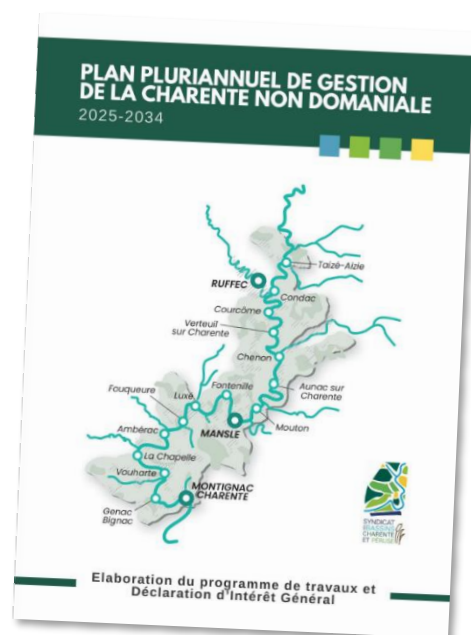 PLAN PLURIANNUEL DE GESTION
DE LA CHARENTE NON DOMANIALE
2025-2034
Taizé-Aizie
RUFFEC
Condac
Courcôme
Verteuil
sur Charente
Chenon
Aunac sur
Charente
Fontenille
Luxé
Fouqueure
Mouton
MANSLE
Ambérac
La Chapelle
Vouharte
MONTIGNAC
CHARENTE
Genac
Bignac
SYNDICAT
BASSINS
CHARENTE
ET PÉRUSE
Elaboration du programme de travaux et
Déclaration d'Intérêt Général